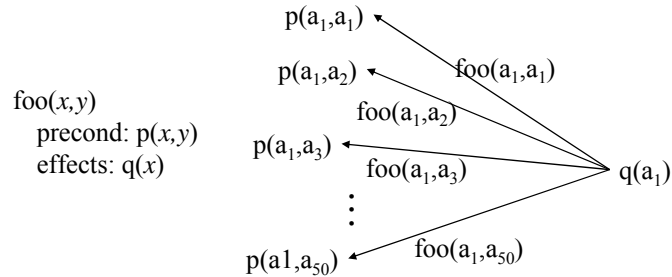 foo(x,y)
precond: p(x,y)
effects: q(x)
p(a₁,a₁)
p(a₁,a₂)
p(a₁,a₃)
⋮
p(a1,a₅₀)
foo(a₁,a₁)
foo(a₁,a₂)
foo(a₁,a₃)
foo(a₁,a₅₀)
q(a₁)